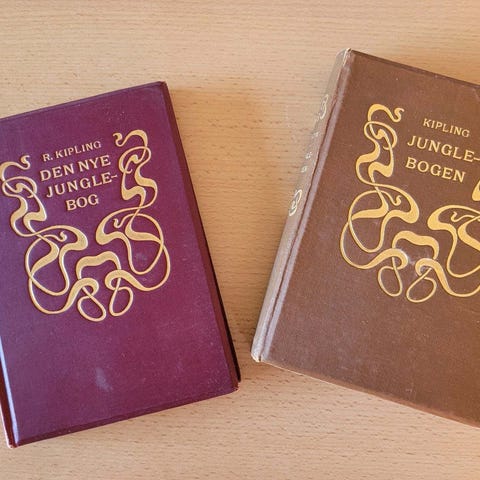 R. KIPLING
DEN NYE
JUNGLE-
BOG
KIPLING
JUNGLE-
BOGEN